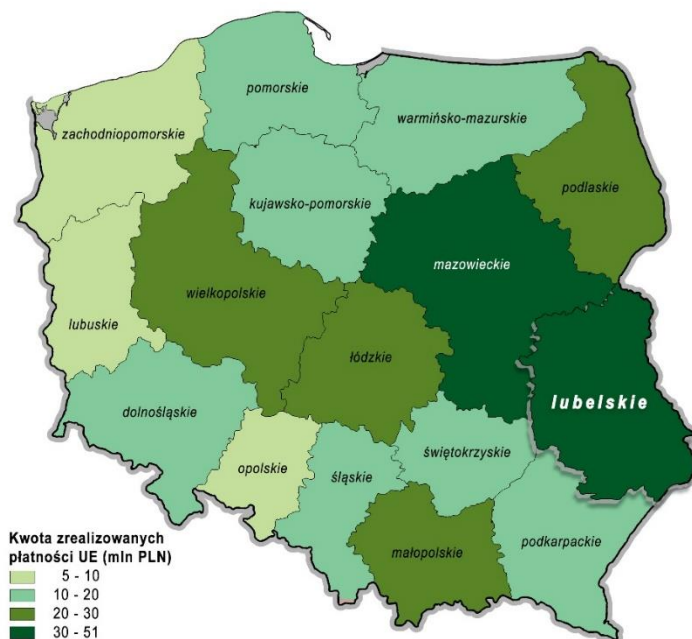 pomorskie
warmińsko-mazurskie
zachodniopomorskie
podlaskie
kujawsko-pomorskie
mazowieckie
wielkopolskie
lubuskie
łódzkie
lubelskie
dolnośląskie
świętokrzyskie
opolskie
śląskie
podkarpackie
małopolskie
Kwota zrealizowanych
płatności UE (mln PLN)
5 - 10
10 - 20
20 - 30
30 - 51